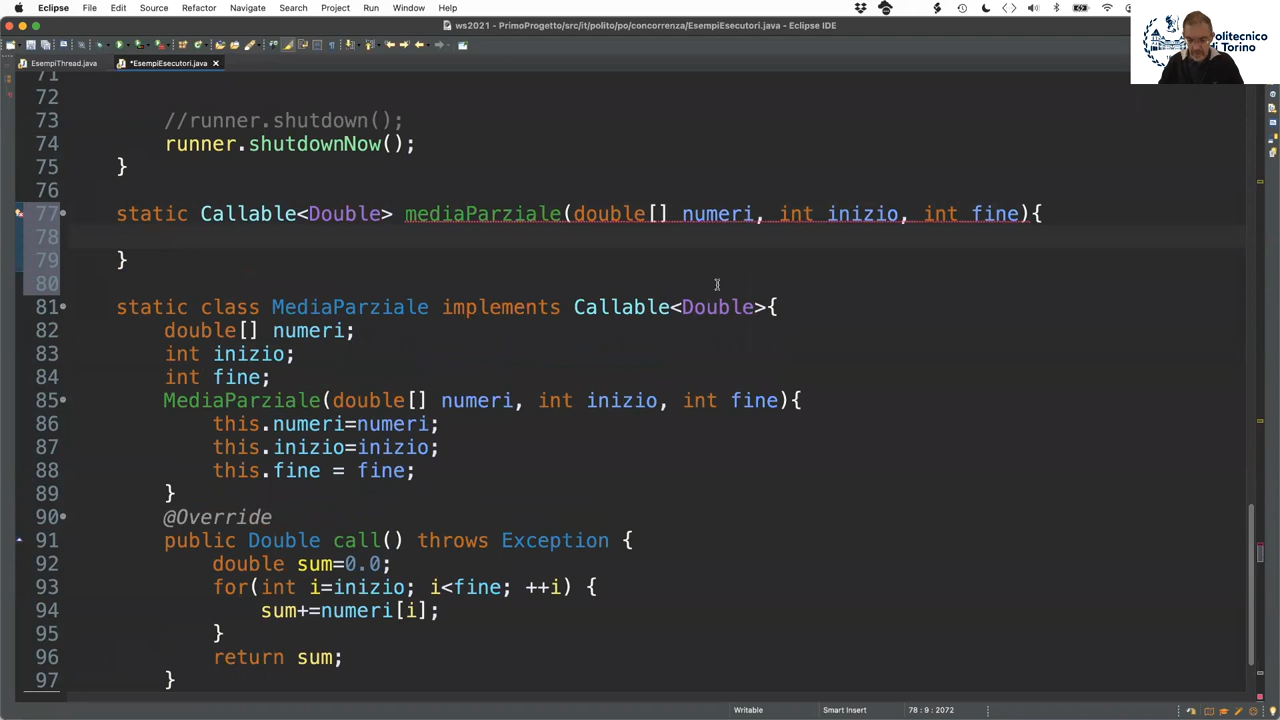 Eclipse File Edit Source Refactor Navigate Search Project Run Window Help
ws2021 - PrimoProgetto/src/it/polito/po/concorrenza/EsempiEsecutori.java - Eclipse IDE
Politecnico
di Torino
EsempiThread.java *EsempiEsecutori.java
71
72
73 //runner.shutdown();
74 runner.shutdownNow();
75 }
76
77 static Callable<Double> mediaParziale(double[] numeri, int inizio, int fine){
78
79 }
80
81 static class MediaParziale implements Callable<Double>{
82 double[] numeri;
83 int inizio;
84 int fine;
85 MediaParziale(double[] numeri, int inizio, int fine){
86 this.numeri=numeri;
87 this.inizio=inizio;
88 this.fine = fine;
89 }
90 @Override
91 public Double call() throws Exception {
92 double sum=0.0;
93 for(int i=inizio; i<fine; ++i) {
94 sum+=numeri[i];
95 }
96 return sum;
97 }
Writable Smart Insert 78 : 9 : 2072